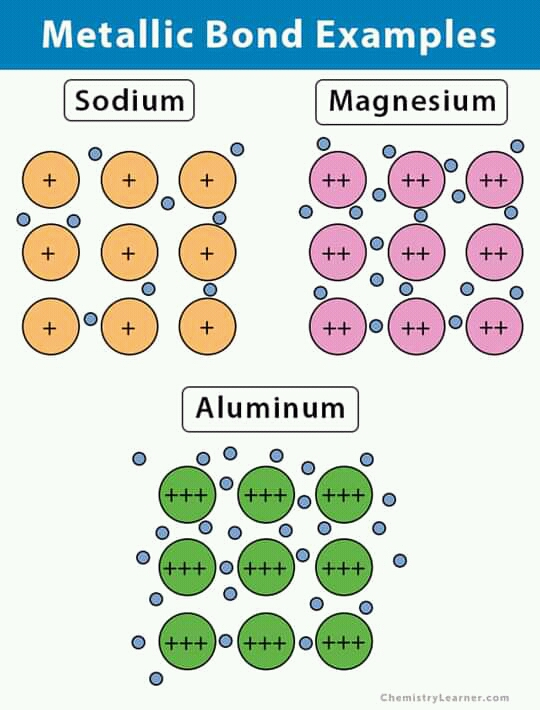 Metallic Bond Examples
Sodium
Magnesium
+ + +
+ + +
+ + +
++ ++ ++
++ ++ ++
++ ++ ++
Aluminum
+++ +++ +++
+++ +++ +++
+++ +++ +++
ChemistryLearner.com